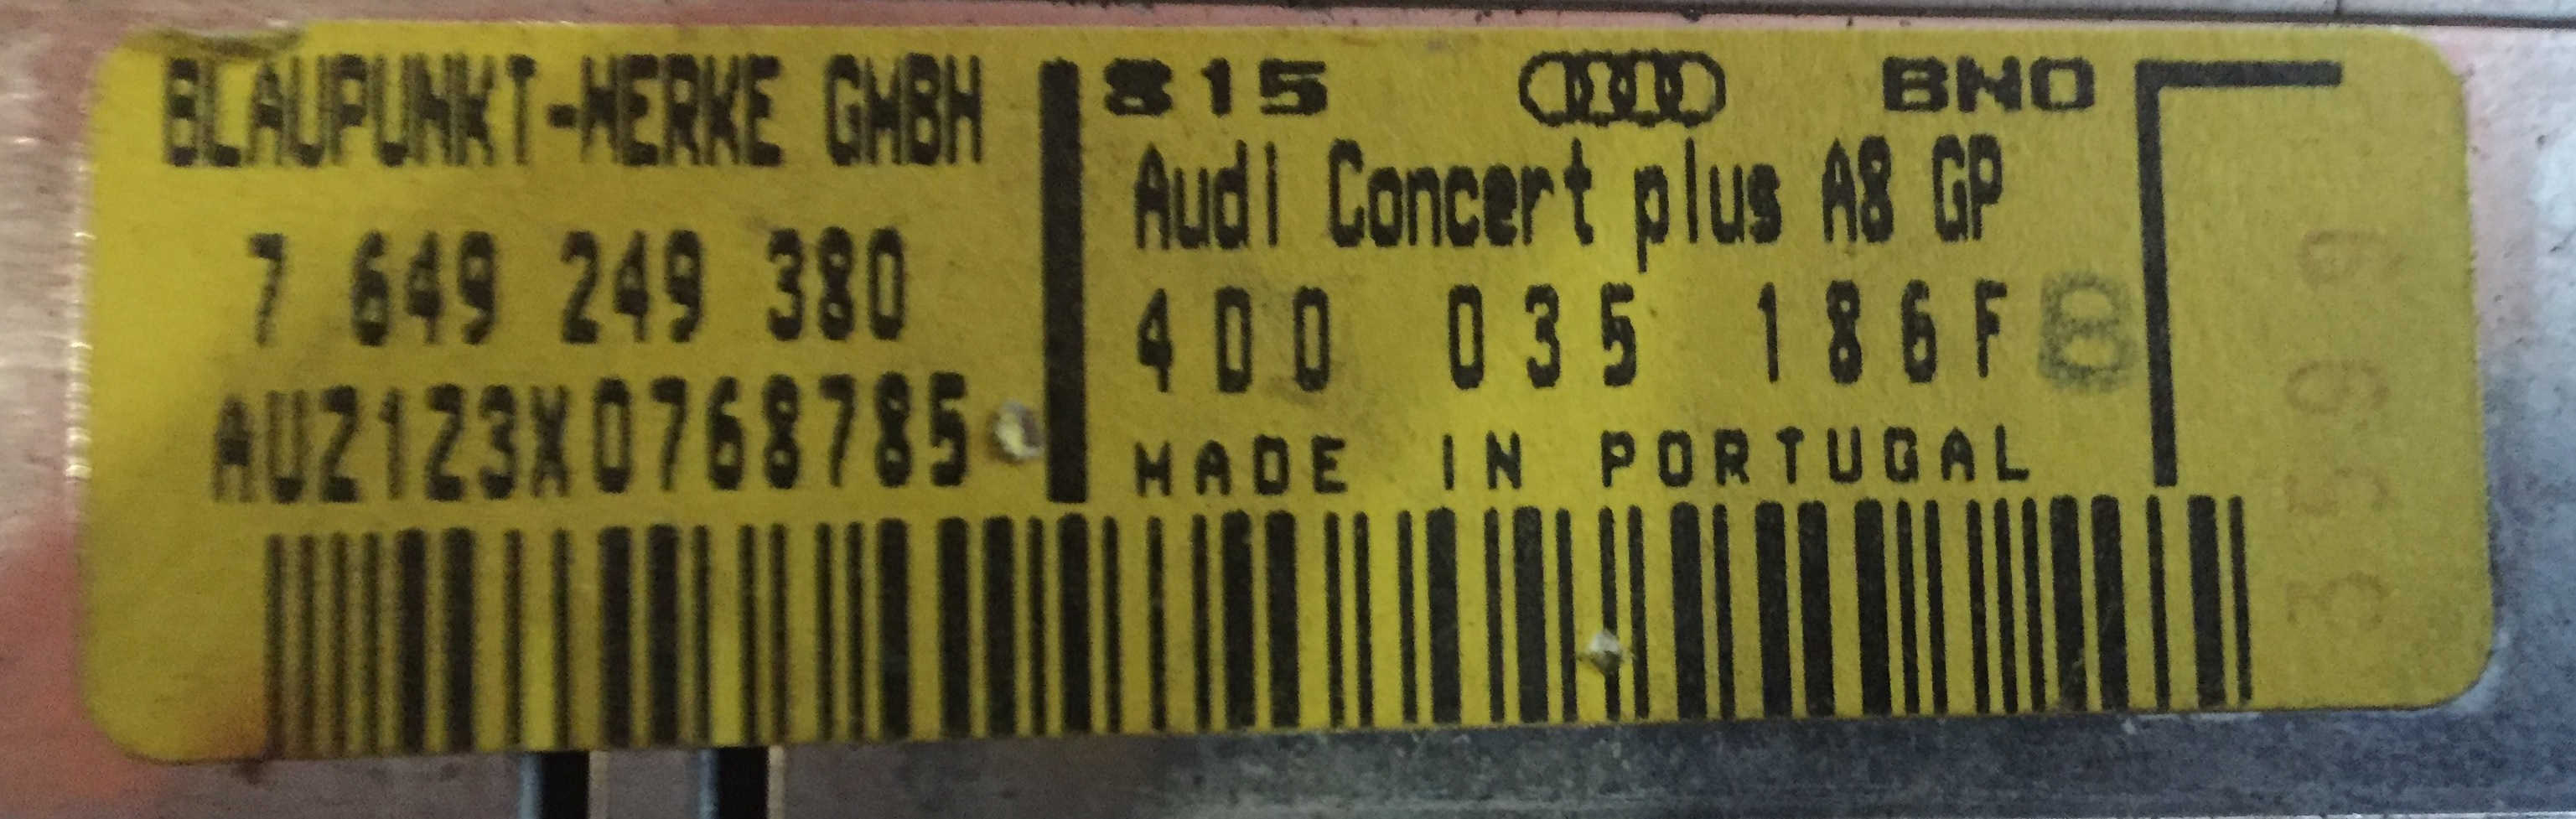 BLAUPUNKT-WERKE GMBH
7 649 249 380
AUZ1Z3X0768785
815 BNO
Audi Concert plus A8 GP
4D0 035 186F
MADE IN PORTUGAL
3599